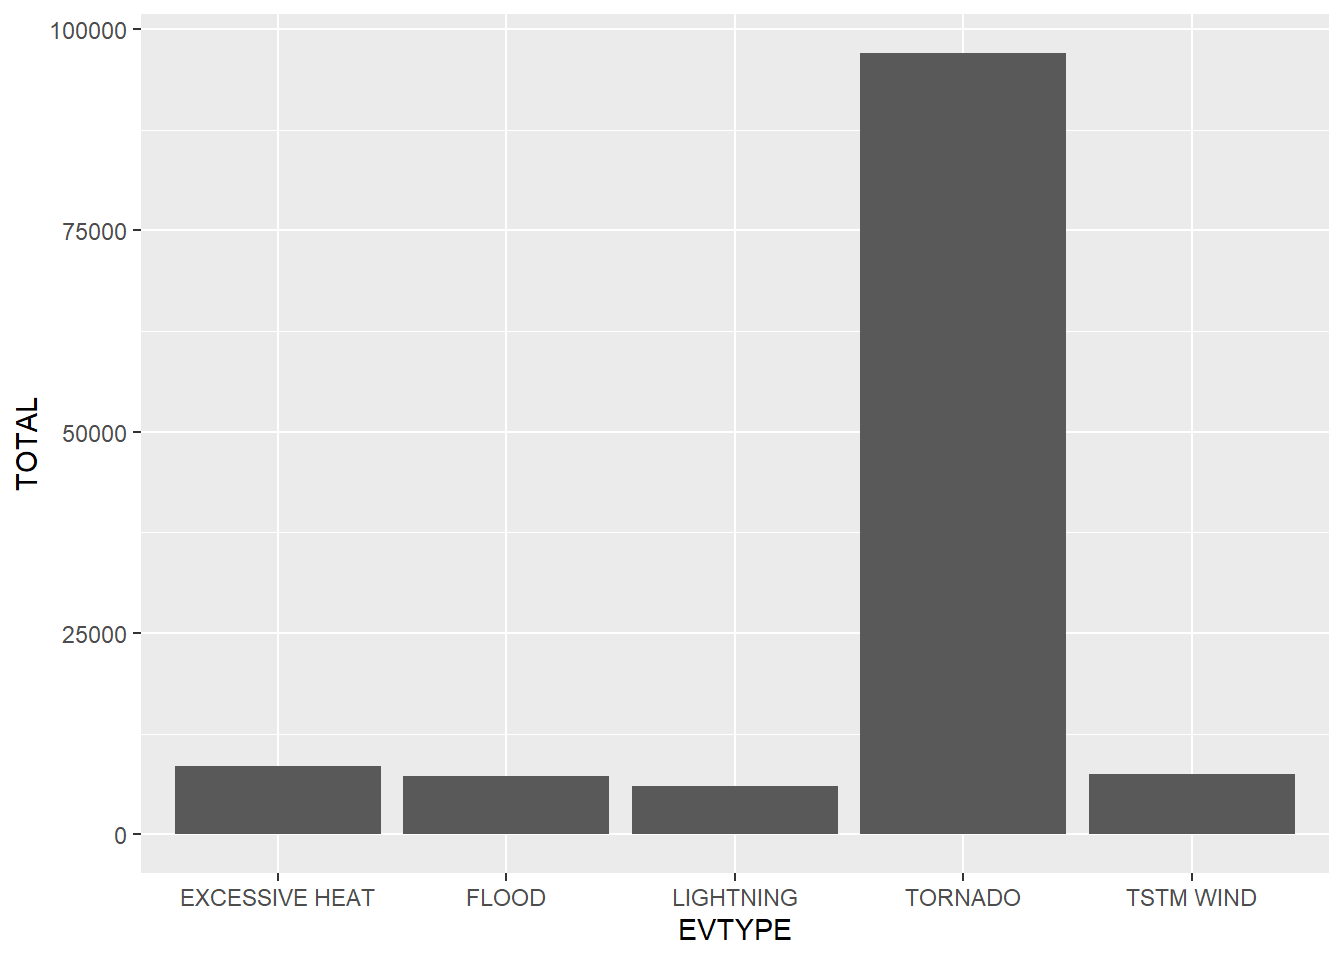 100000
75000
50000
25000
0
TOTAL
EXCESSIVE HEAT
FLOOD
LIGHTNING
TORNADO
TSTM WIND
EVTYPE